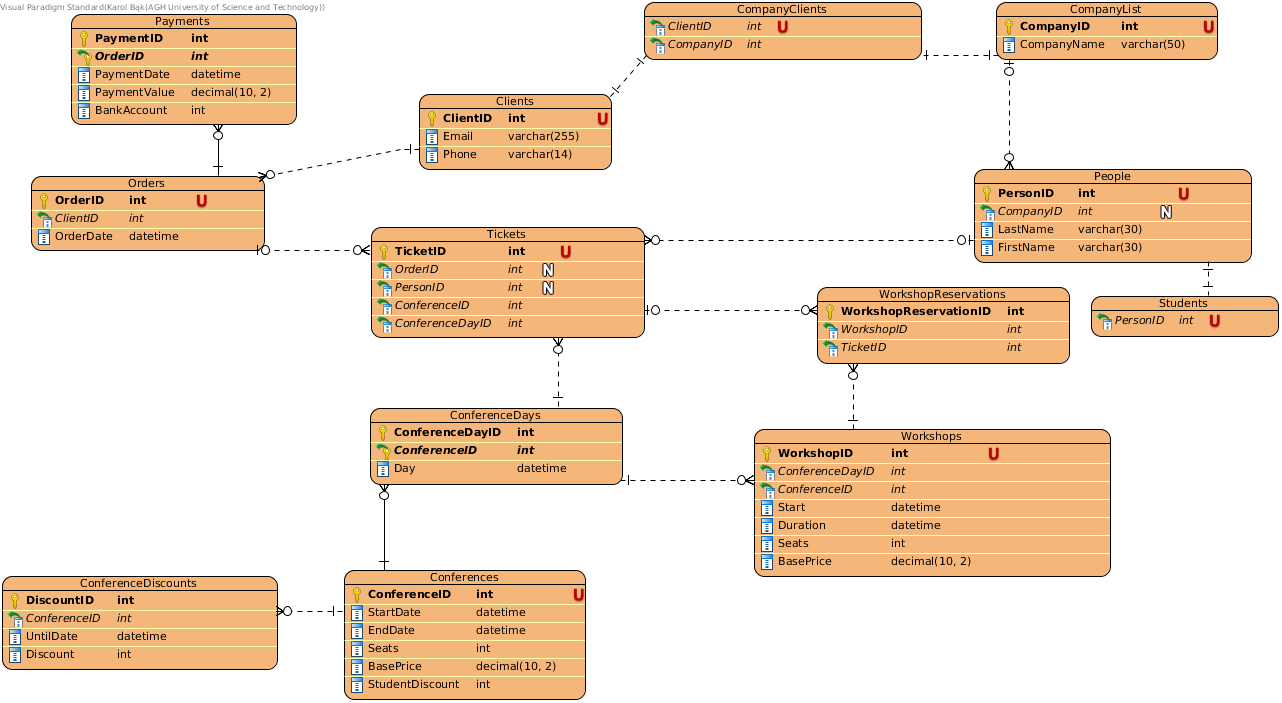 Visual Paradigm Standard(Karol Bąk(AGH University of Science and Technology))
Payments
PaymentID int
OrderID int
PaymentDate datetime
PaymentValue decimal(10, 2)
BankAccount int
CompanyClients
ClientID int U
CompanyID int
CompanyList
CompanyID int U
CompanyName varchar(50)
Clients
ClientID int U
Email varchar(255)
Phone varchar(14)
Orders
OrderID int U
ClientID int
OrderDate datetime
People
PersonID int U
CompanyID int N
LastName varchar(30)
FirstName varchar(30)
Tickets
TicketID int U
OrderID int N
PersonID int N
ConferenceID int
ConferenceDayID int
WorkshopReservations
WorkshopReservationID int
WorkshopID int
TicketID int
Students
PersonID int U
ConferenceDays
ConferenceDayID int
ConferenceID int
Day datetime
Workshops
WorkshopID int U
ConferenceDayID int
ConferenceID int
Start datetime
Duration datetime
Seats int
BasePrice decimal(10, 2)
ConferenceDiscounts
DiscountID int
ConferenceID int
UntilDate datetime
Discount int
Conferences
ConferenceID int U
StartDate datetime
EndDate datetime
Seats int
BasePrice decimal(10, 2)
StudentDiscount int